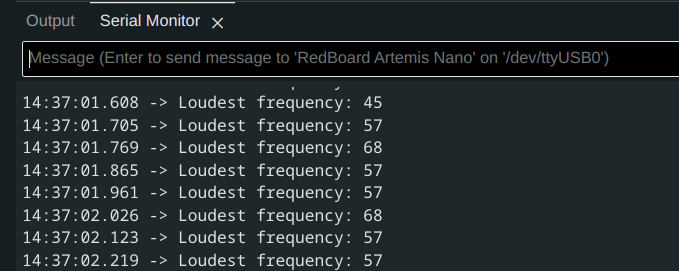 Output Serial Monitor ×
Message (Enter to send message to 'RedBoard Artemis Nano' on '/dev/ttyUSB0')
14:37:01.608 -> Loudest frequency: 45
14:37:01.705 -> Loudest frequency: 57
14:37:01.769 -> Loudest frequency: 68
14:37:01.865 -> Loudest frequency: 57
14:37:01.961 -> Loudest frequency: 57
14:37:02.026 -> Loudest frequency: 68
14:37:02.123 -> Loudest frequency: 57
14:37:02.219 -> Loudest frequency: 57